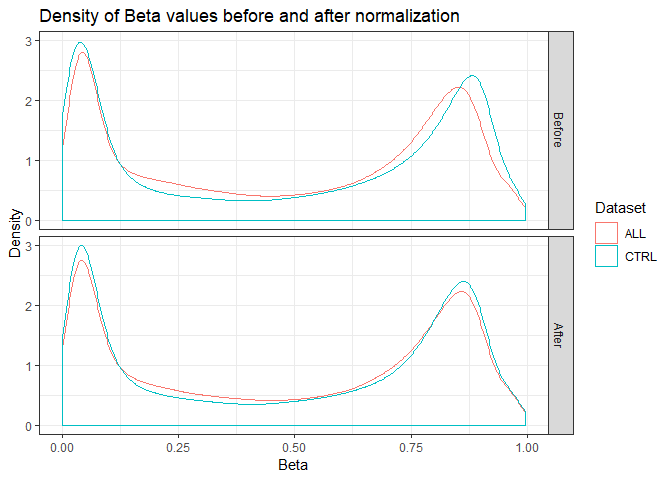 Density of Beta values before and after normalization
3
2
1
0
Before
3
2
1
0
After
Density
0.00 0.25 0.50 0.75 1.00
Beta
Dataset
ALL
CTRL